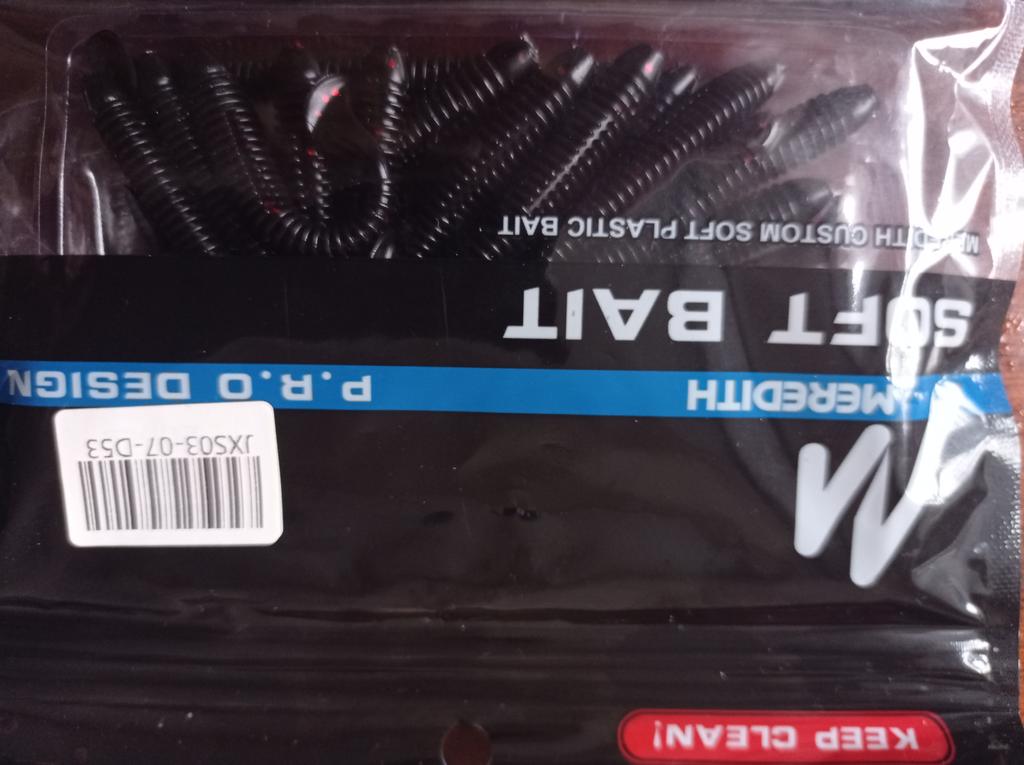 KEEP CLEAN!
M
MEREDITH P.R.O DESIGN
JXS03-07-D53
SOFT BAIT
MEREDITH CUSTOM SOFT PLASTIC BAIT